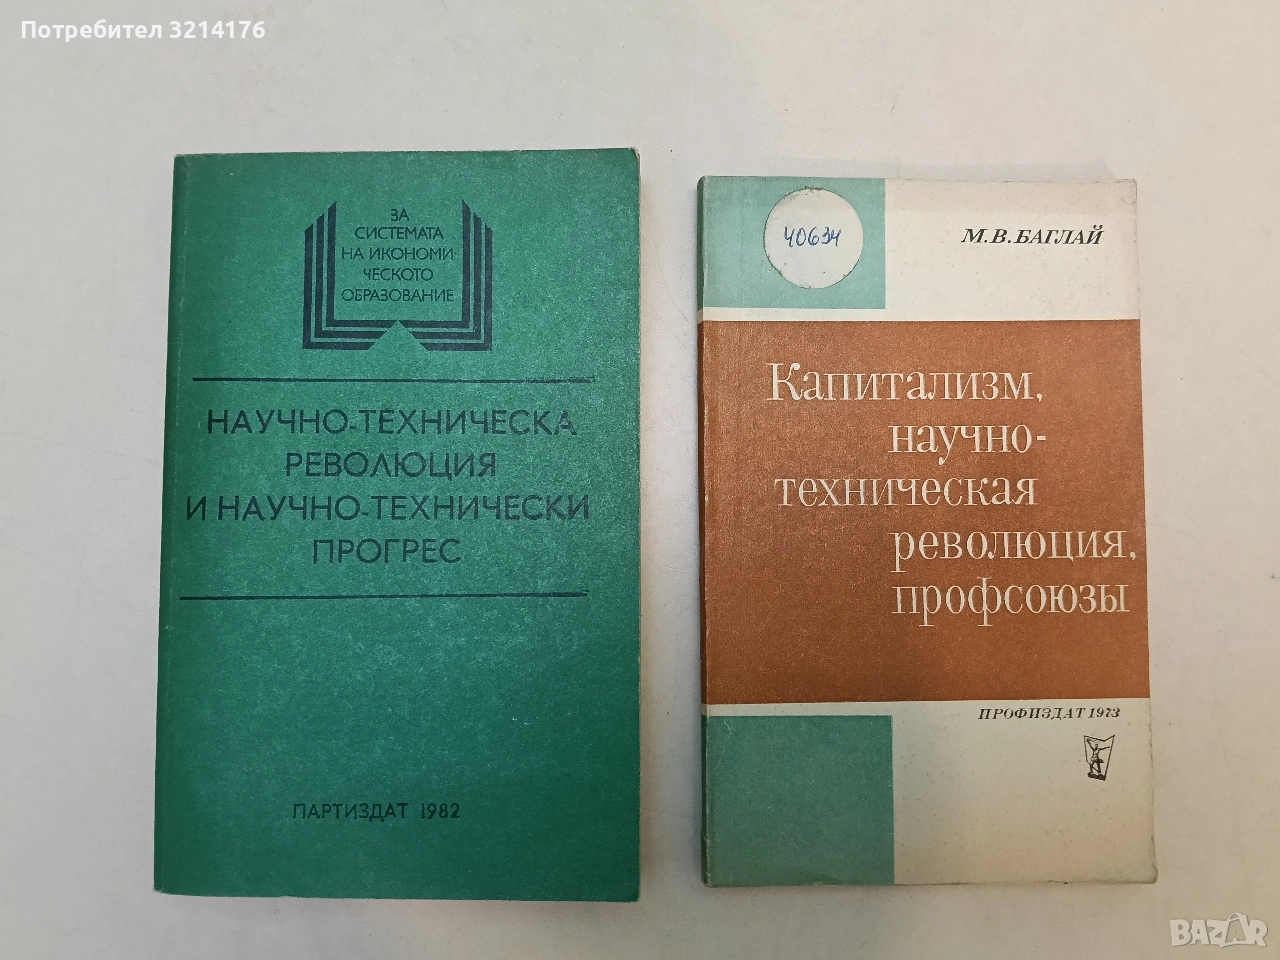 Потребител 3214176
ЗА
СИСТЕМАТА
НА ИКОНОМИ-
ЧЕСКОТО
ОБРАЗОВАНИЕ
НАУЧНО-ТЕХНИЧЕСКА
РЕВОЛЮЦИЯ
И НАУЧНО-ТЕХНИЧЕСКИ
ПРОГРЕС
ПАРТИЗДАТ 1982
40634
М.В.БАГЛАЙ
Капитализм,
научно-
техническая
революция,
профсоюзы
ПРОФИЗДАТ 1973
BAZAR